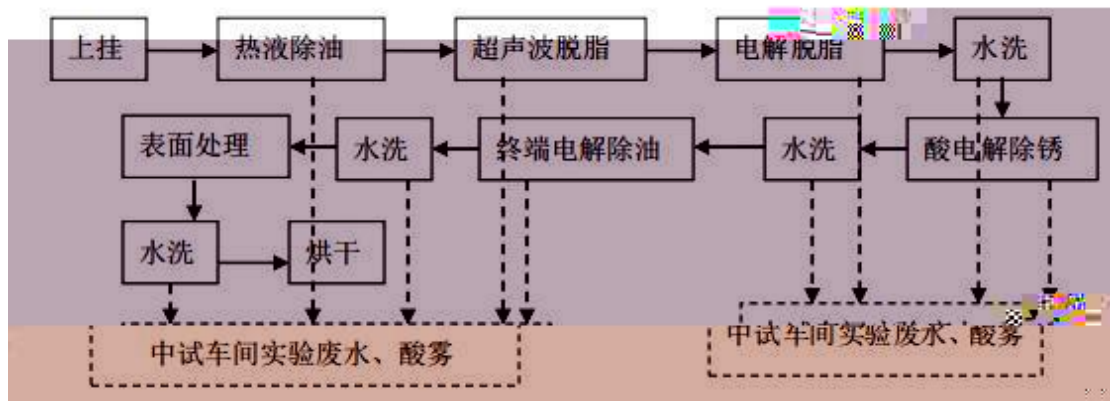 上挂
热液除油
超声波脱脂
电解脱脂
水洗
表面处理
水洗
终端电解除油
水洗
酸电解除锈
水洗
烘干
中试车间实验废水、酸雾
中试车间实验废水、酸雾